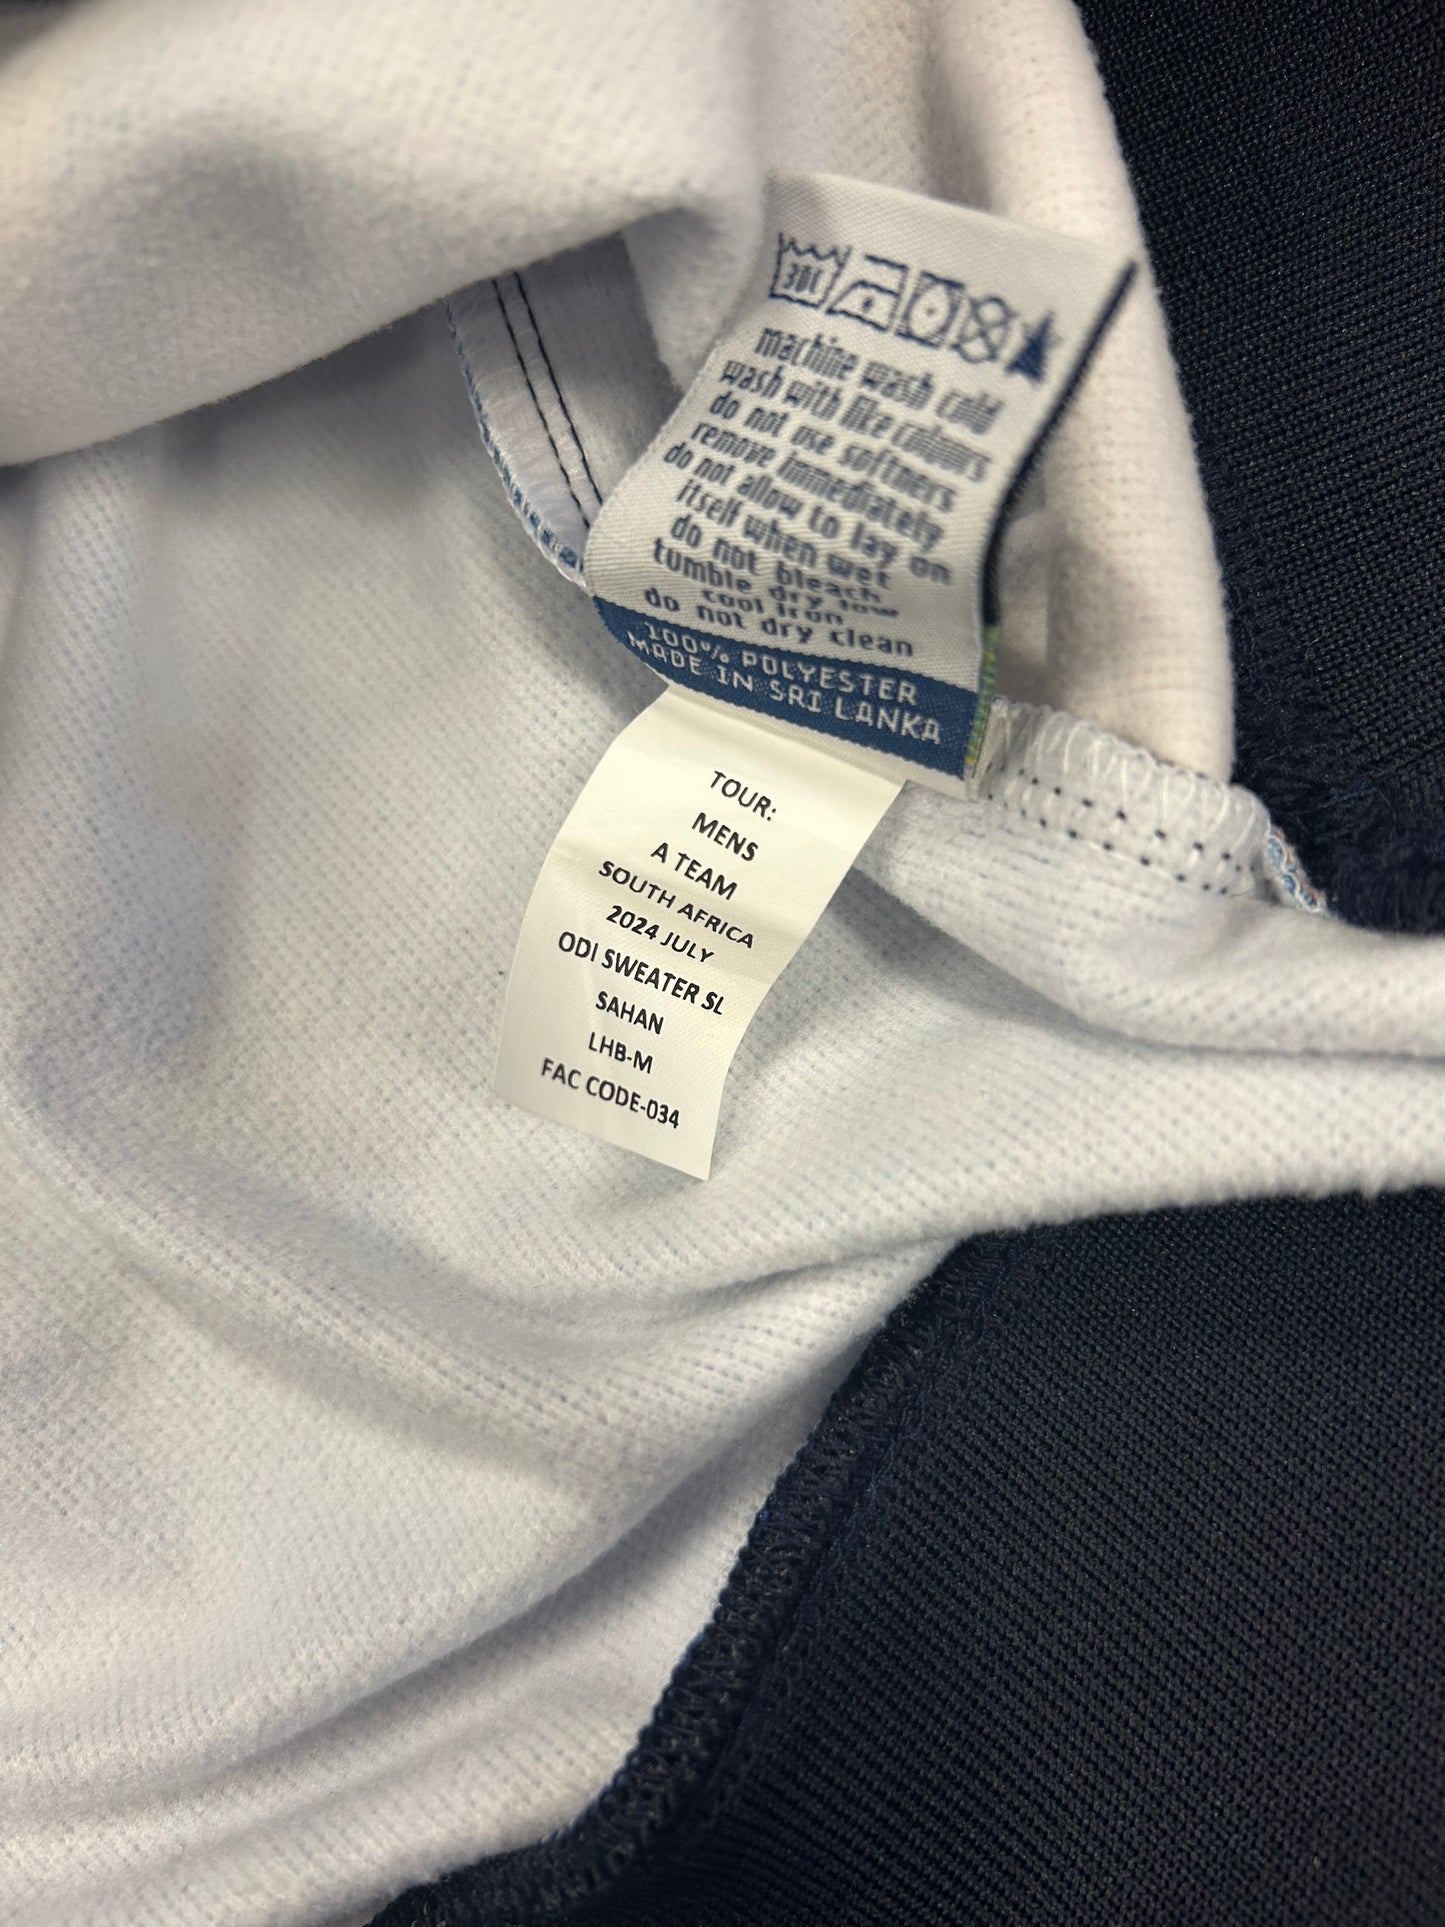 30C
machine wash cold
wash with like colours
do not use softners
remove immediately
do not allow to lay on
itself when wet
do not bleach
tumble dry low
cool iron
do not dry clean
100% POLYESTER
MADE IN SRI LANKA
TOUR:
MENS
A TEAM
SOUTH AFRICA
2024 JULY
ODI SWEATER SL
SAHAN
LHB-M
FAC CODE-034